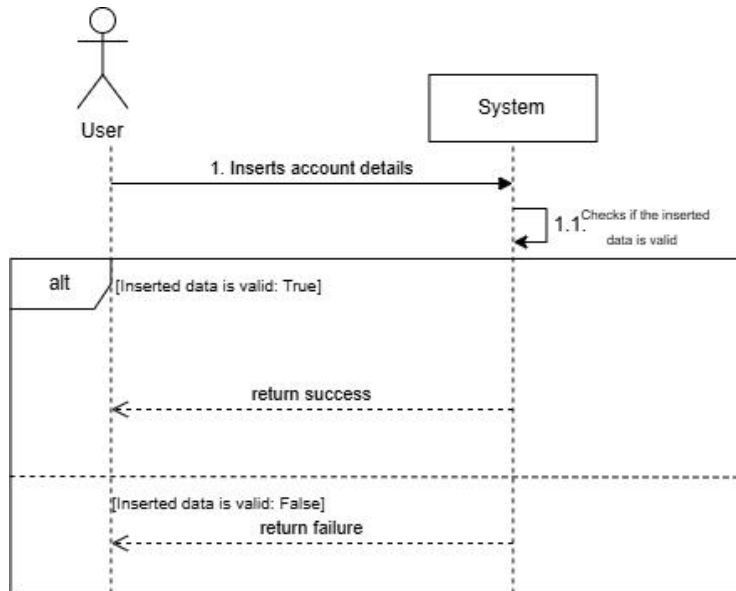 User
System
1. Inserts account details
1.1. Checks if the inserted
data is valid
alt
[Inserted data is valid: True]
return success
[Inserted data is valid: False]
return failure